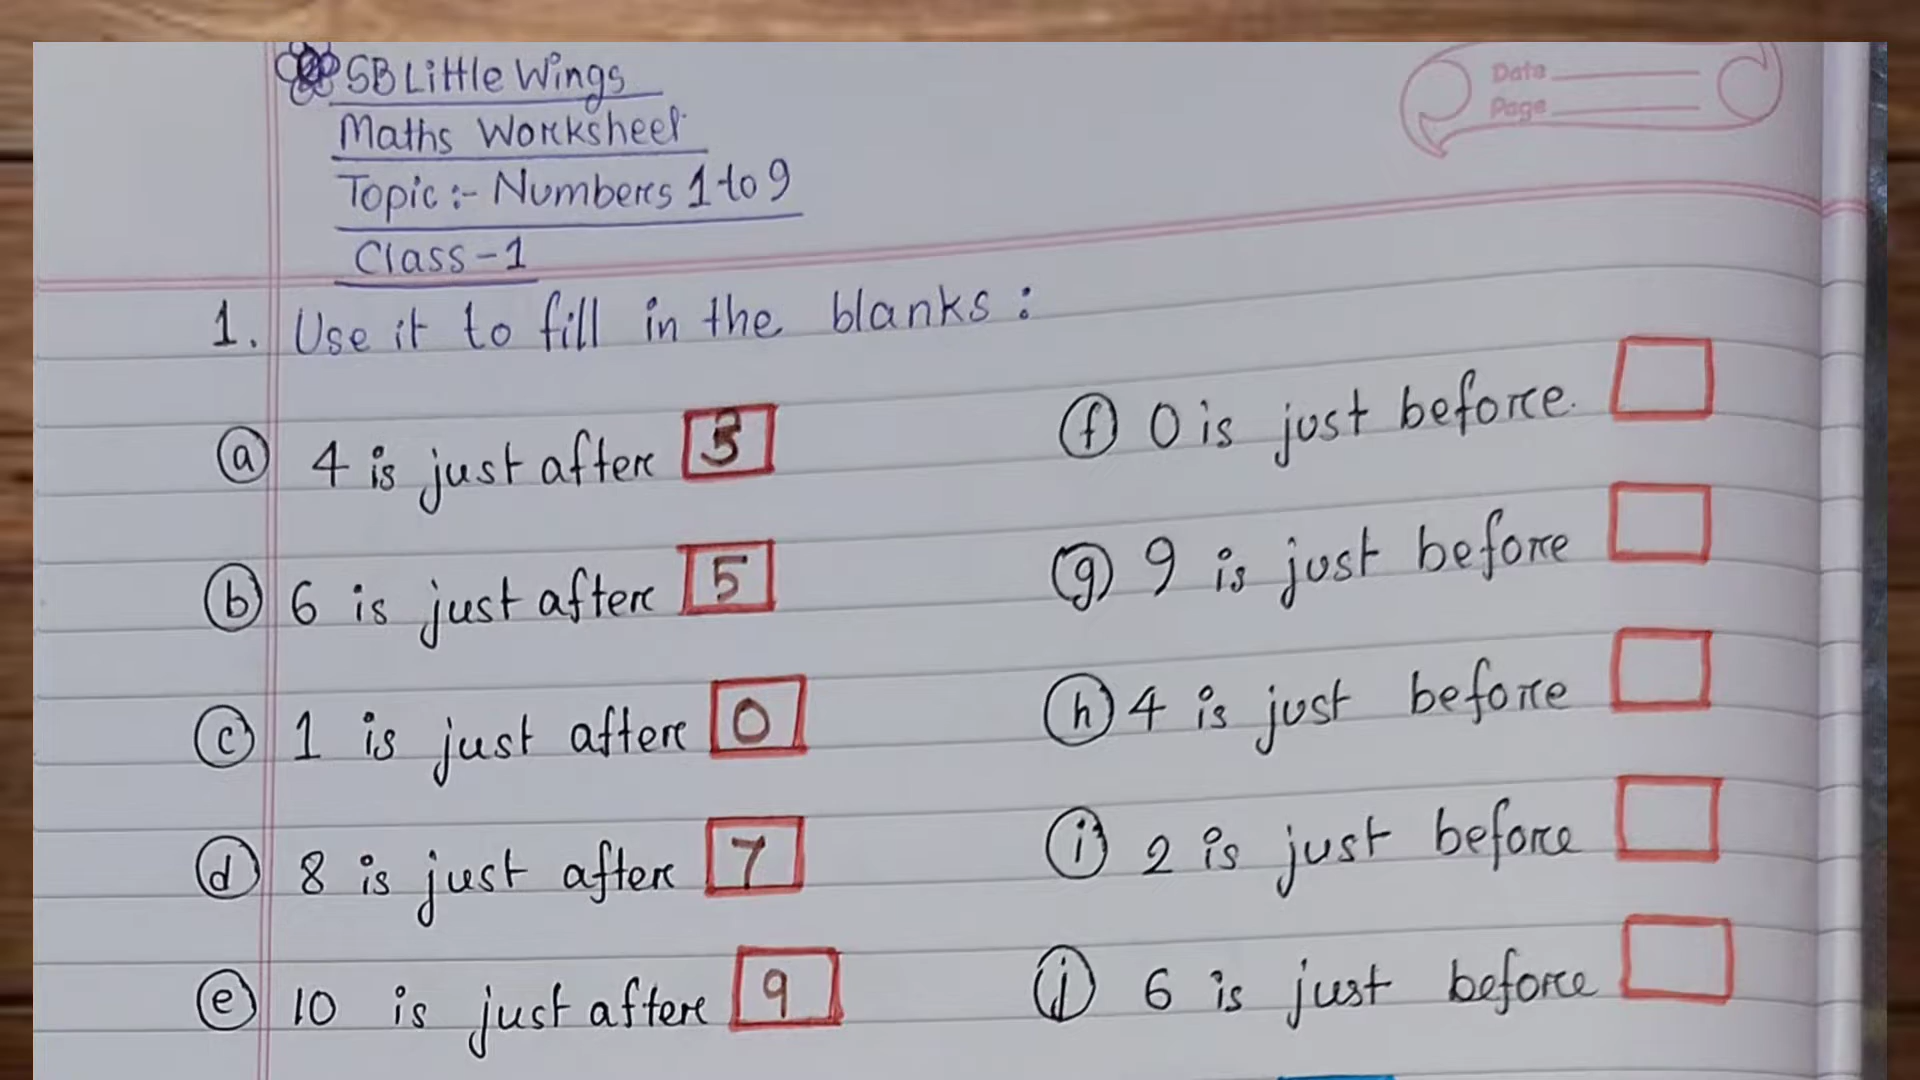 SB Little Wings
Maths Worksheet
Topic :- Numbers 1 to 9
Class - 1
Date
Page
1. Use it to fill in the blanks :
(a) 4 is just after 3
(b) 6 is just after 5
(c) 1 is just after 0
(d) 8 is just after 7
(e) 10 is just after 9
(f) 0 is just before.
(g) 9 is just before
(h) 4 is just before
(i) 2 is just before
(j) 6 is just before